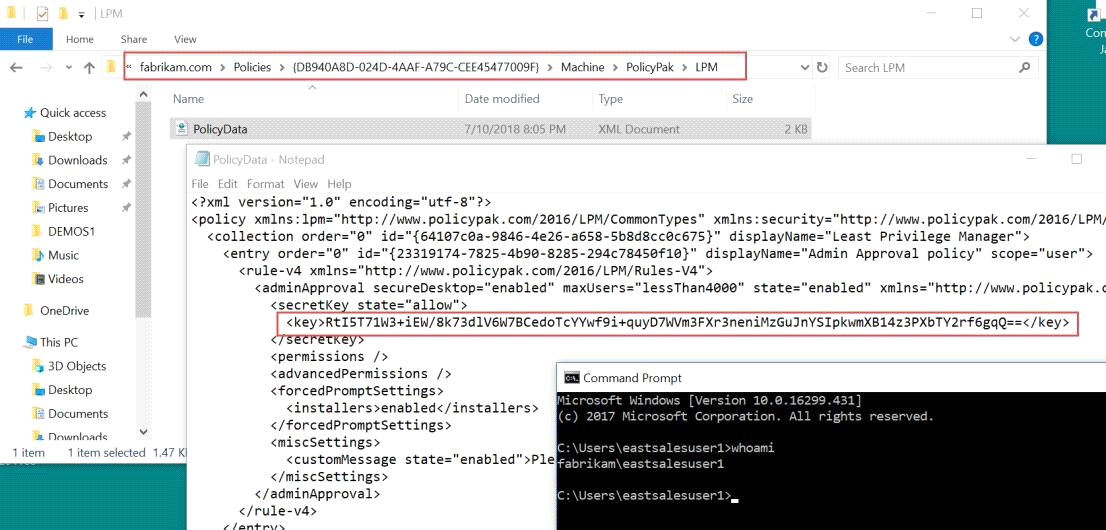 LPM
File Home Share View
« fabrikam.com > Policies > {DB940A8D-024D-4AAF-A79C-CEE45477009F} > Machine > PolicyPak > LPM
Search LPM
Name Date modified Type Size
PolicyData 7/10/2018 8:05 PM XML Document 2 KB
Quick access
Desktop
Downloads
Documents
Pictures
DEMOS1
Music
Videos
OneDrive
This PC
3D Objects
Desktop
Documents
Downloads
1 item 1 item selected 1.47 K
PolicyData - Notepad
File Edit Format View Help
<?xml version="1.0" encoding="utf-8"?>
<policy xmlns:lpm="http://www.policypak.com/2016/LPM/CommonTypes" xmlns:security="http://www.policypak.com/2016/LPM/
<collection order="0" id="{64107c0a-9846-4e26-a658-5b8d8cc0c675}" displayName="Least Privilege Manager">
<entry order="0" id="{23319174-7825-4b90-8285-294c78450f10}" displayName="Admin Approval policy" scope="user">
<rule-v4 xmlns="http://www.policypak.com/2016/LPM/Rules-V4">
<adminApproval secureDesktop="enabled" maxUsers="lessThan4000" state="enabled" xmlns="http://www.policypak.co
<secretKey state="allow">
<key>RtI5T71W3+iEW/8k73dlV6W7BCedoTcYYwf9i+quyD7WVm3FXr3neniMzGuJnYSIpkwmXB14z3PXbTY2rf6gqQ==</key>
</secretKey>
<permissions />
<advancedPermissions />
<forcedPromptSettings>
<installers>enabled</installers>
</forcedPromptSettings>
<miscSettings>
<customMessage state="enabled">Ple
</miscSettings>
</adminApproval>
</rule-v4>
</entry>
Command Prompt
Microsoft Windows [Version 10.0.16299.431]
(c) 2017 Microsoft Corporation. All rights reserved.
C:\Users\eastsalesuser1>whoami
fabrikam\eastsalesuser1
C:\Users\eastsalesuser1>
Con
Ja